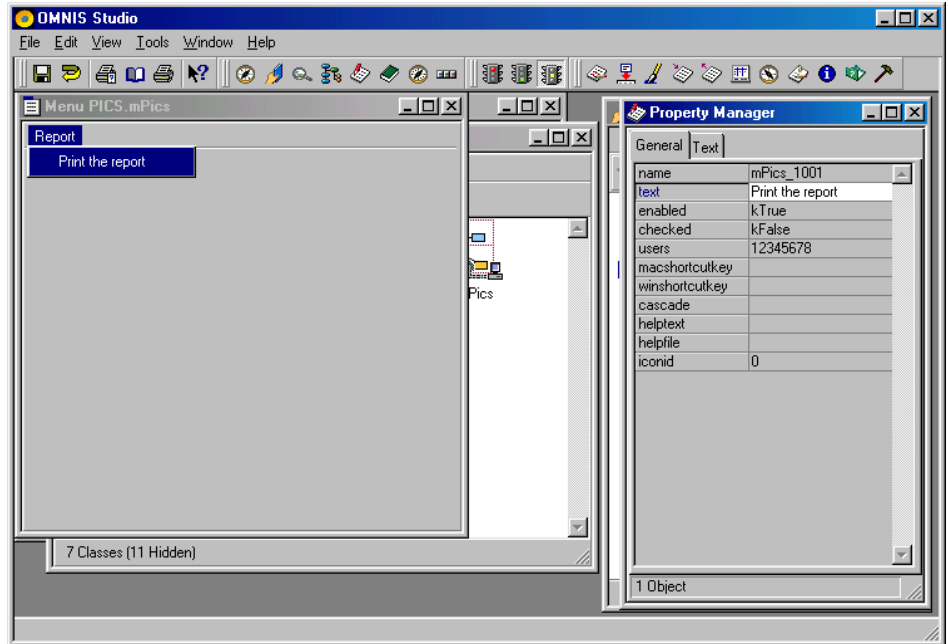 OMNIS Studio
File Edit View Tools Window Help
Menu PICS.mPics
Report
Print the report
Pics
7 Classes (11 Hidden)
Property Manager
General Text
name mPics_1001
text Print the report
enabled kTrue
checked kFalse
users 12345678
macshortcutkey
winshortcutkey
cascade
helptext
helpfile
iconid 0
1 Object